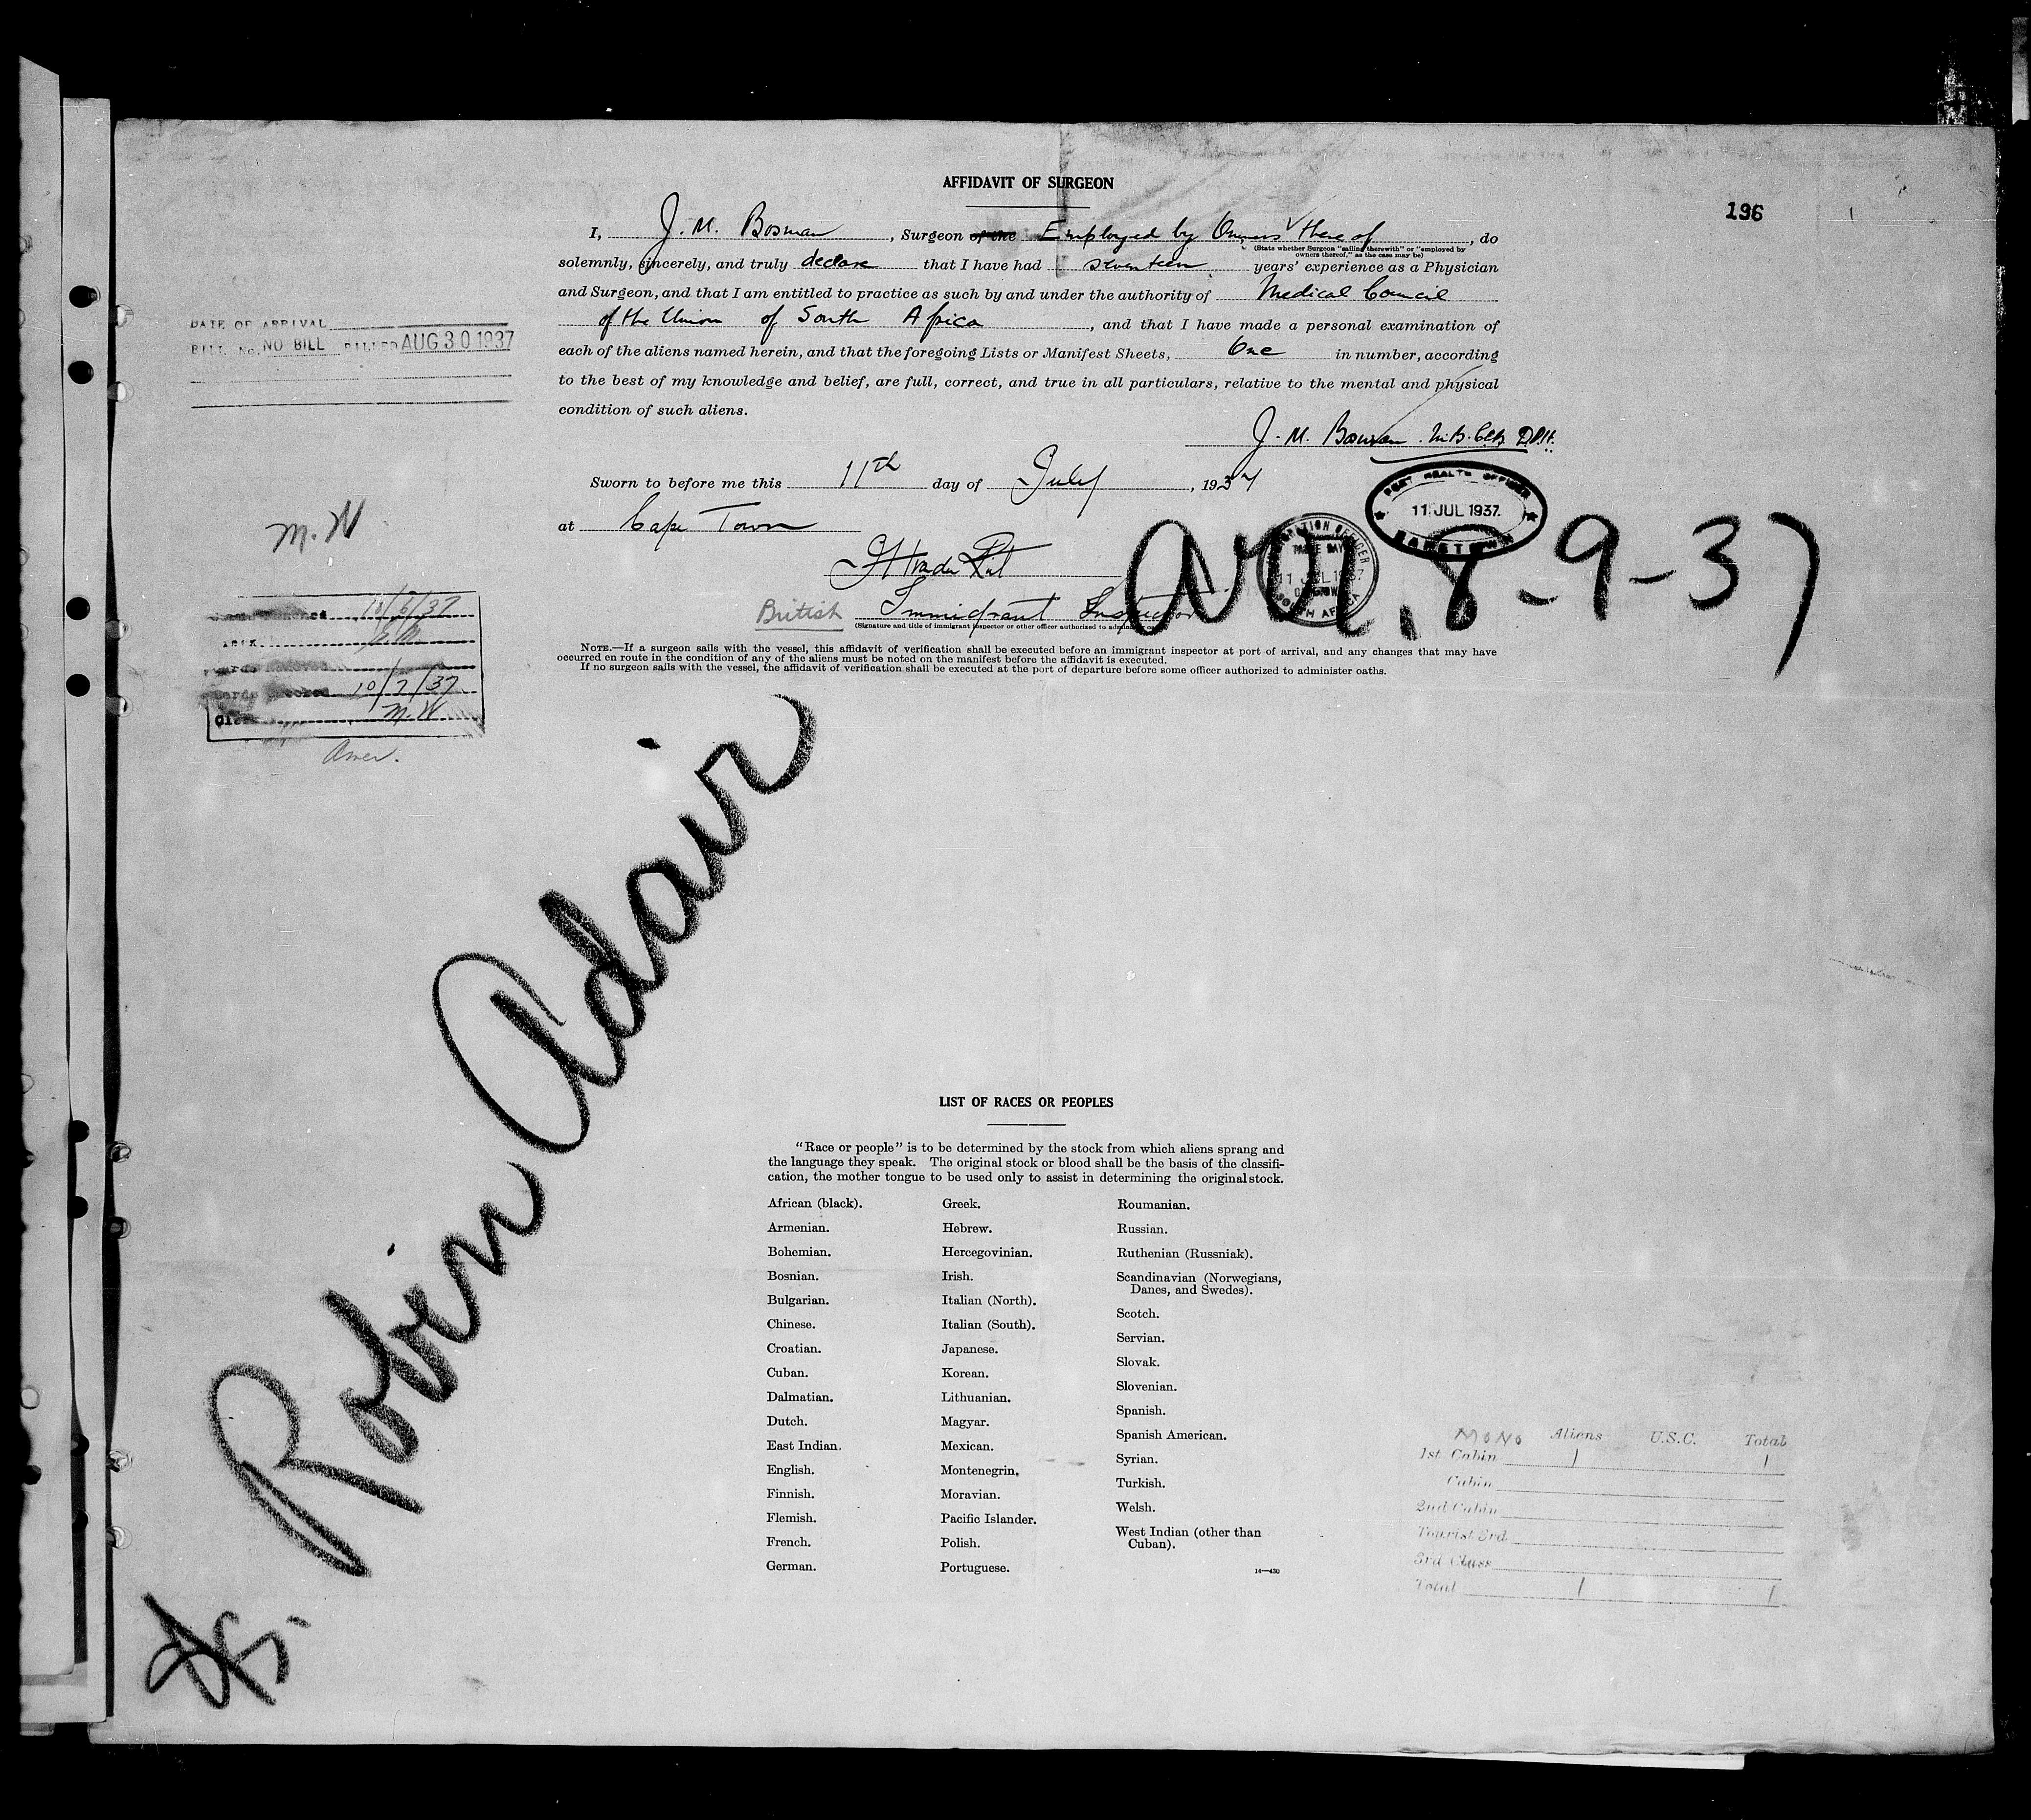 AFFIDAVIT OF SURGEON
196
I, J. M. Bosman, Surgeon of the Employed by Owners thereof, do
(State whether Surgeon "sailing therewith" or "employed by
owners thereof," as the case may be)
solemnly, sincerely, and truly declare that I have had seventeen years' experience as a Physician
and Surgeon, and that I am entitled to practice as such by and under the authority of Medical Council
of the Union of South Africa, and that I have made a personal examination of
each of the aliens named herein, and that the foregoing Lists or Manifest Sheets, One in number, according
to the best of my knowledge and belief, are full, correct, and true in all particulars, relative to the mental and physical
condition of such aliens.
DATE OF ARRIVAL
BILL No. NO BILL BILLED AUG 30 1937
J. M. Bosman. M.B. Ch.B. D.P.H.
Sworn to before me this 11th day of July, 1937
at Cape Town
PORT HEALTH OFFICER
11 JUL 1937.
CAPETOWN
arr. 8-9-37
British Immigrant Inspector
(Signature and title of immigrant inspector or other officer authorized to administer oaths)
NOTE.—If a surgeon sails with the vessel, this affidavit of verification shall be executed before an immigrant inspector at port of arrival, and any changes that may have
occurred en route in the condition of any of the aliens must be noted on the manifest before the affidavit is executed.
If no surgeon sails with the vessel, the affidavit of verification shall be executed at the port of departure before some officer authorized to administer oaths.
M. W
10/6/37
10/7/37
M. W
Amer.
Robin Adair
LIST OF RACES OR PEOPLES
"Race or people" is to be determined by the stock from which aliens sprang and
the language they speak. The original stock or blood shall be the basis of the classifi-
cation, the mother tongue to be used only to assist in determining the original stock.
African (black).
Armenian.
Bohemian.
Bosnian.
Bulgarian.
Chinese.
Croatian.
Cuban.
Dalmatian.
Dutch.
East Indian.
English.
Finnish.
Flemish.
French.
German.
Greek.
Hebrew.
Hercegovinian.
Irish.
Italian (North).
Italian (South).
Japanese.
Korean.
Lithuanian.
Magyar.
Mexican.
Montenegrin.
Moravian.
Pacific Islander.
Polish.
Portuguese.
Roumanian.
Russian.
Ruthenian (Russniak).
Scandinavian (Norwegians,
Danes, and Swedes).
Scotch.
Servian.
Slovak.
Slovenian.
Spanish.
Spanish American.
Syrian.
Turkish.
Welsh.
West Indian (other than
Cuban).
14—430
MONO Aliens U.S.C. Total
1st Cabin 1 1
Cabin
2nd Cabin
Tourist 3rd
3rd Class
Total 1 1